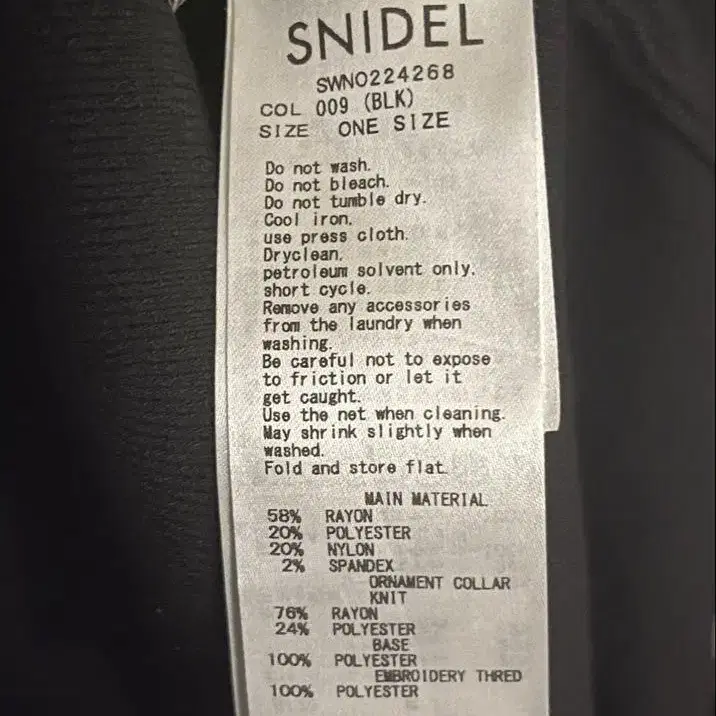 SNIDEL
SWNO224268
COL 009 (BLK)
SIZE ONE SIZE
Do not wash.
Do not bleach.
Do not tumble dry.
Cool iron.
use press cloth.
Dryclean.
petroleum solvent only.
short cycle.
Remove any accessories
from the laundry when
washing.
Be careful not to expose
to friction or let it
get caught.
Use the net when cleaning.
May shrink slightly when
washed.
Fold and store flat.
MAIN MATERIAL
58% RAYON
20% POLYESTER
20% NYLON
2% SPANDEX
ORNAMENT COLLAR
KNIT
76% RAYON
24% POLYESTER
BASE
100% POLYESTER
EMBROIDERY THRED
100% POLYESTER